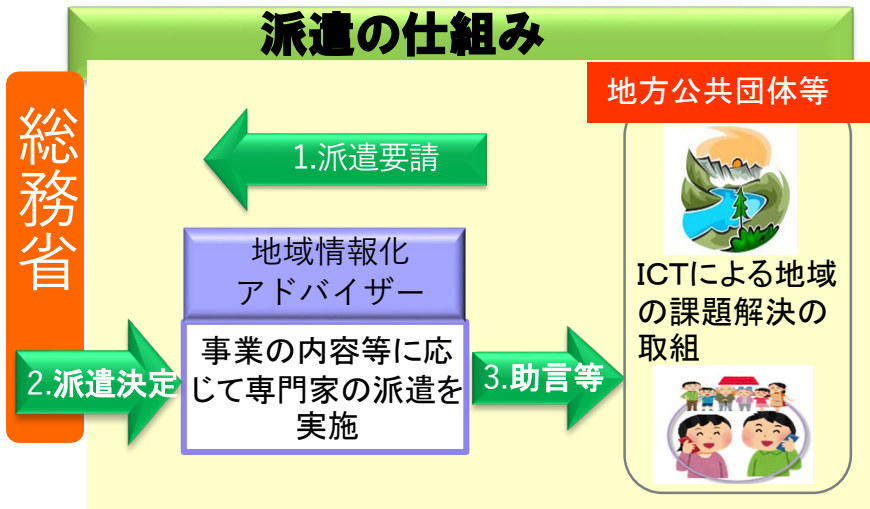 派遣の仕組み
総務省
地方公共団体等
1.派遣要請
地域情報化
アドバイザー
事業の内容等に応
じて専門家の派遣を
実施
2.派遣決定
3.助言等
ICTによる地域
の課題解決の
取組